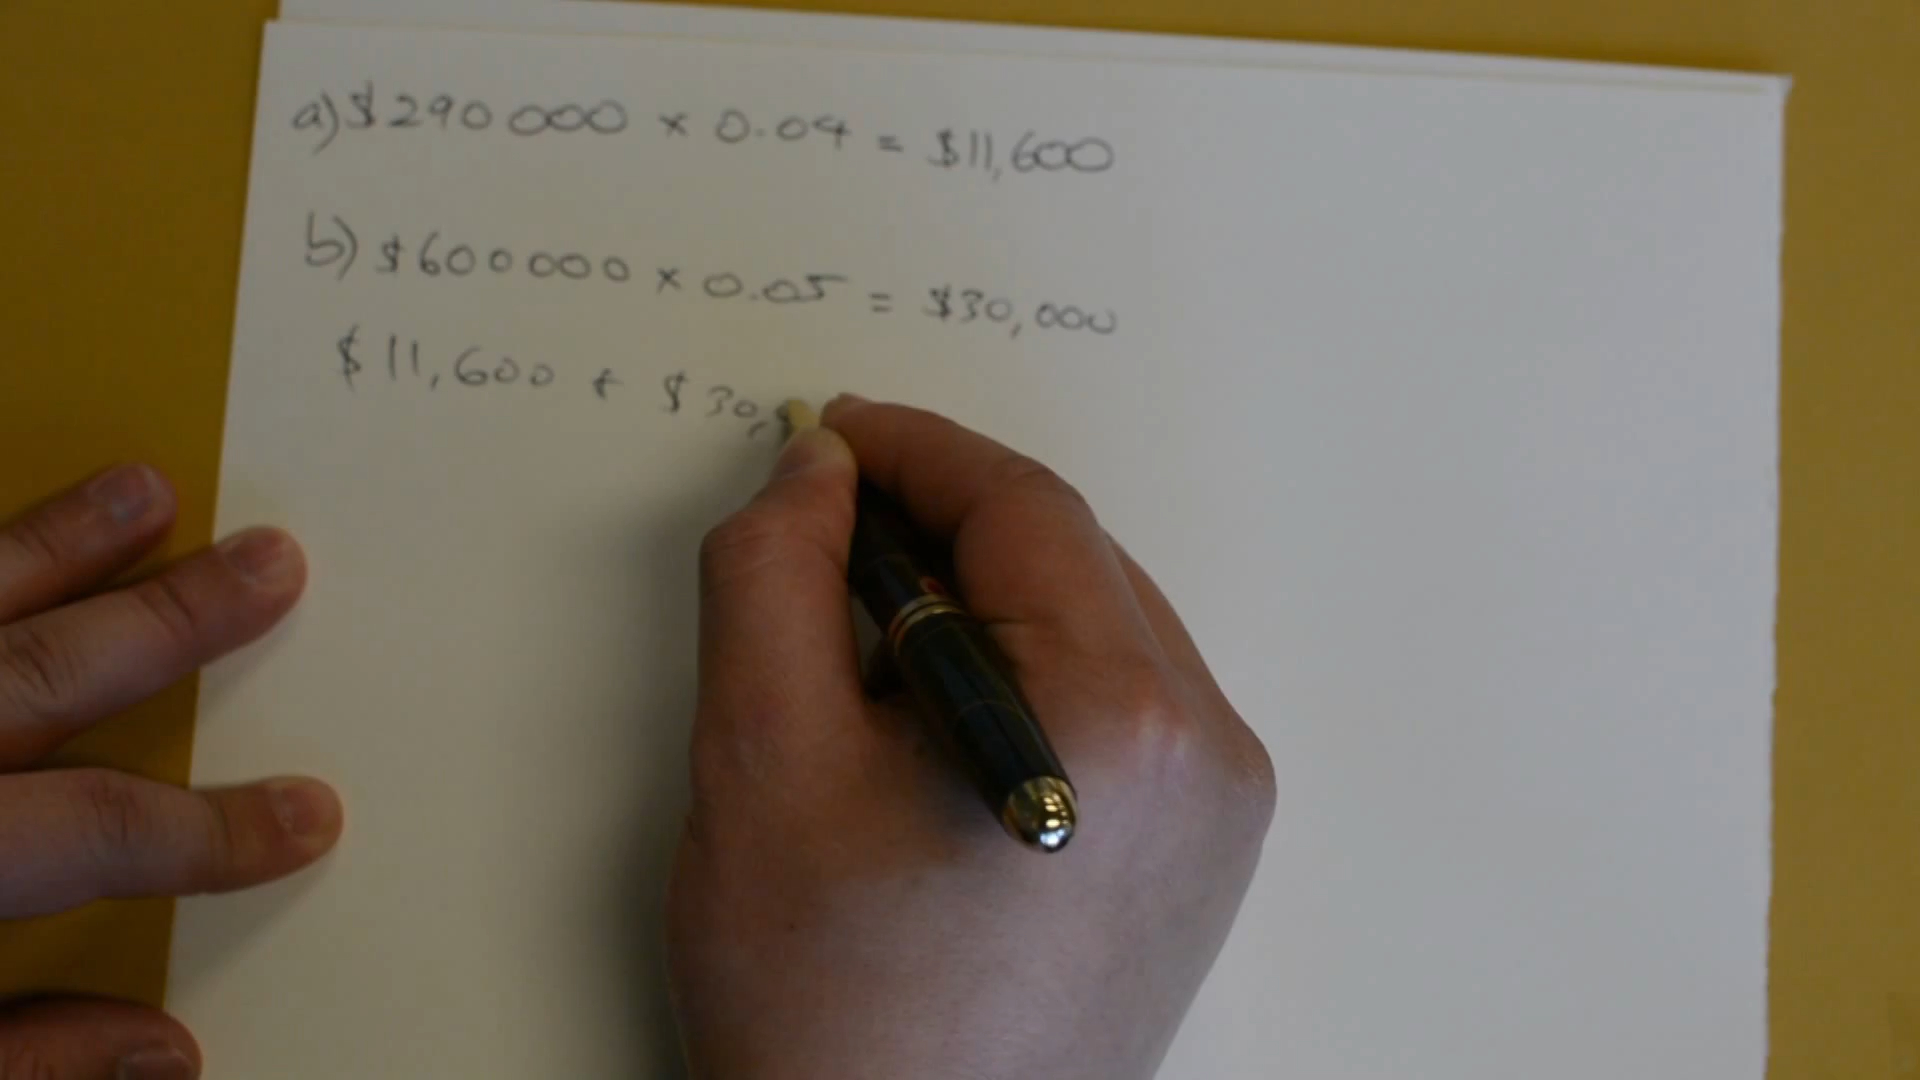 a) $290 000 x 0.04 = $11,600
b) $600 000 x 0.05 = $30,000
$11,600 + $30,